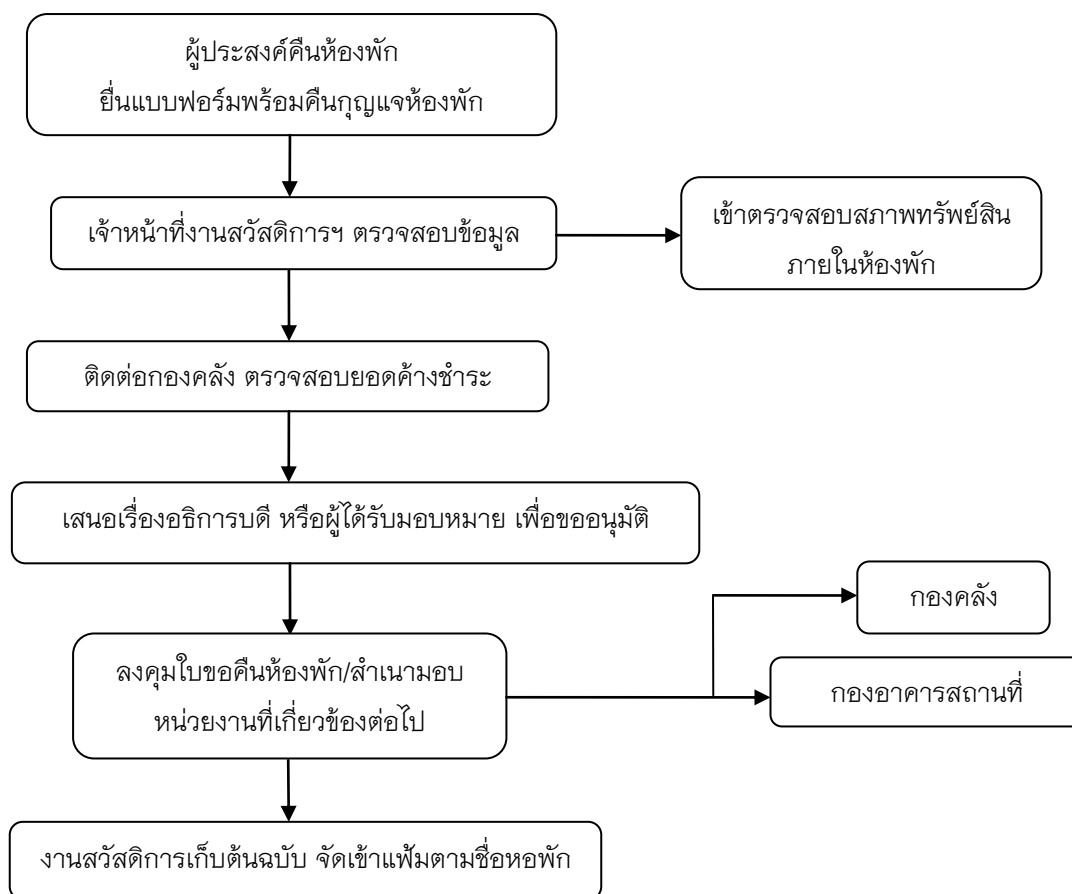 ผู้ประสงค์คืนห้องพัก
ยื่นแบบฟอร์มพร้อมคืนกุญแจห้องพัก
เจ้าหน้าที่งานสวัสดิการฯ ตรวจสอบข้อมูล
เข้าตรวจสอบสภาพทรัพย์สิน
ภายในห้องพัก
ติดต่อกองคลัง ตรวจสอบยอดค้างชำระ
เสนอเรื่องอธิการบดี หรือผู้ได้รับมอบหมาย เพื่อขออนุมัติ
กองคลัง
ลงคุมใบขอคืนห้องพัก/สำเนามอบ
หน่วยงานที่เกี่ยวข้องต่อไป
กองอาคารสถานที่
งานสวัสดิการเก็บต้นฉบับ จัดเข้าแฟ้มตามชื่อหอพัก